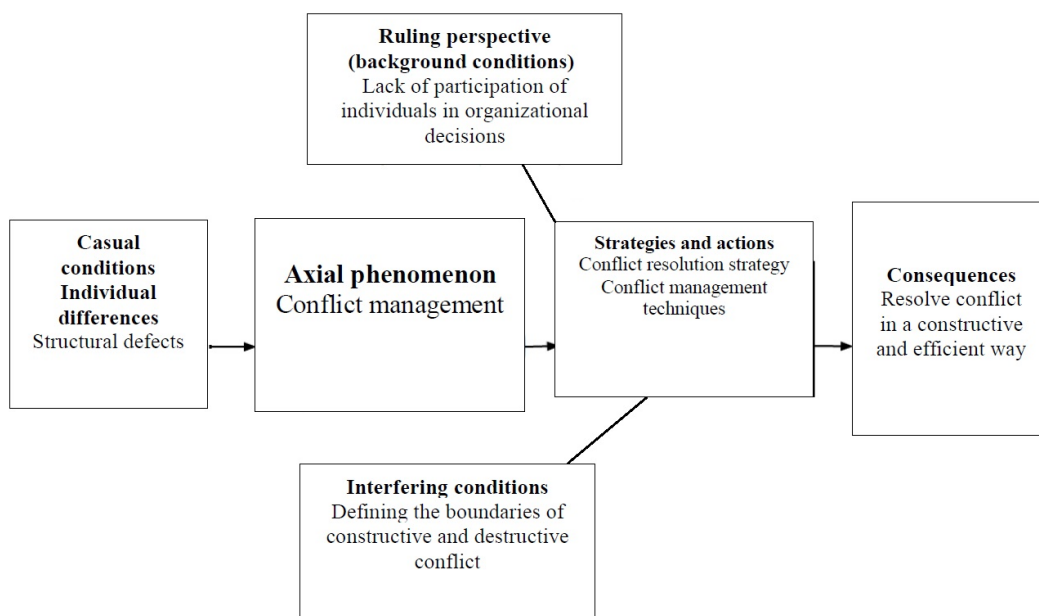 Ruling perspective
(background conditions)
Lack of participation of
individuals in organizational
decisions
Casual
conditions
Individual
differences
Structural defects
Axial phenomenon
Conflict management
Strategies and actions
Conflict resolution strategy
Conflict management
techniques
Consequences
Resolve conflict
in a constructive
and efficient way
Interfering conditions
Defining the boundaries of
constructive and destructive
conflict